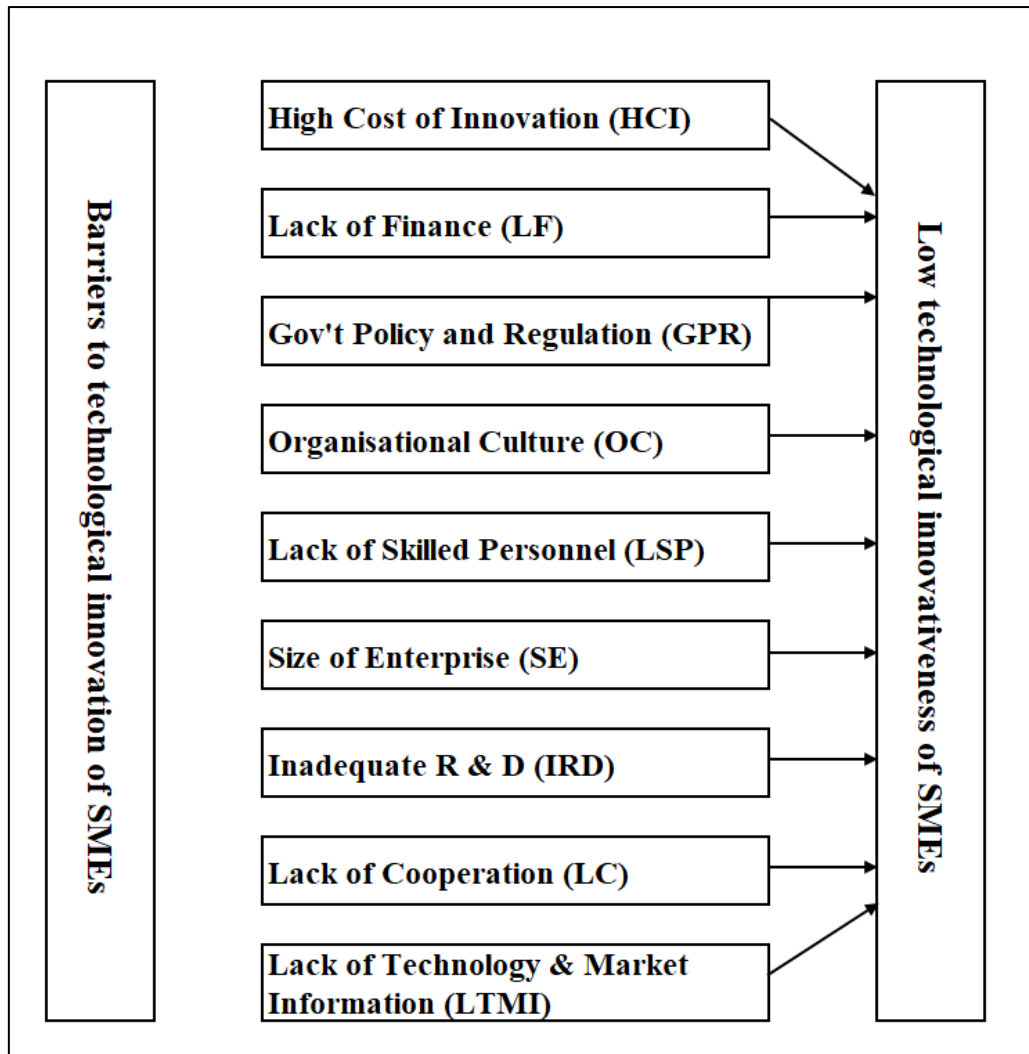 Barriers to technological innovation of SMEs
High Cost of Innovation (HCI)
Lack of Finance (LF)
Gov't Policy and Regulation (GPR)
Organisational Culture (OC)
Lack of Skilled Personnel (LSP)
Size of Enterprise (SE)
Inadequate R & D (IRD)
Lack of Cooperation (LC)
Lack of Technology & Market
Information (LTMI)
Low technological innovativeness of SMEs